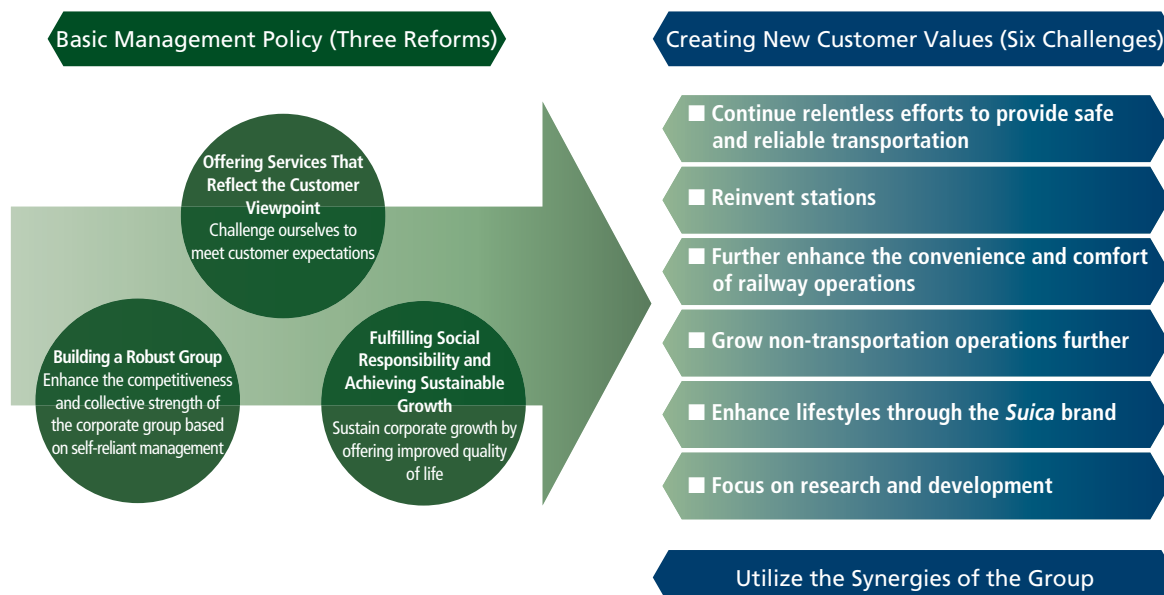 Basic Management Policy (Three Reforms)
Offering Services That
Reflect the Customer
Viewpoint
Challenge ourselves to
meet customer expectations
Building a Robust Group
Enhance the competitiveness
and collective strength of
the corporate group based
on self-reliant management
Fulfilling Social
Responsibility and
Achieving Sustainable
Growth
Sustain corporate growth by
offering improved quality
of life
Creating New Customer Values (Six Challenges)
■ Continue relentless efforts to provide safe
and reliable transportation
■ Reinvent stations
■ Further enhance the convenience and comfort
of railway operations
■ Grow non-transportation operations further
■ Enhance lifestyles through the Suica brand
■ Focus on research and development
Utilize the Synergies of the Group